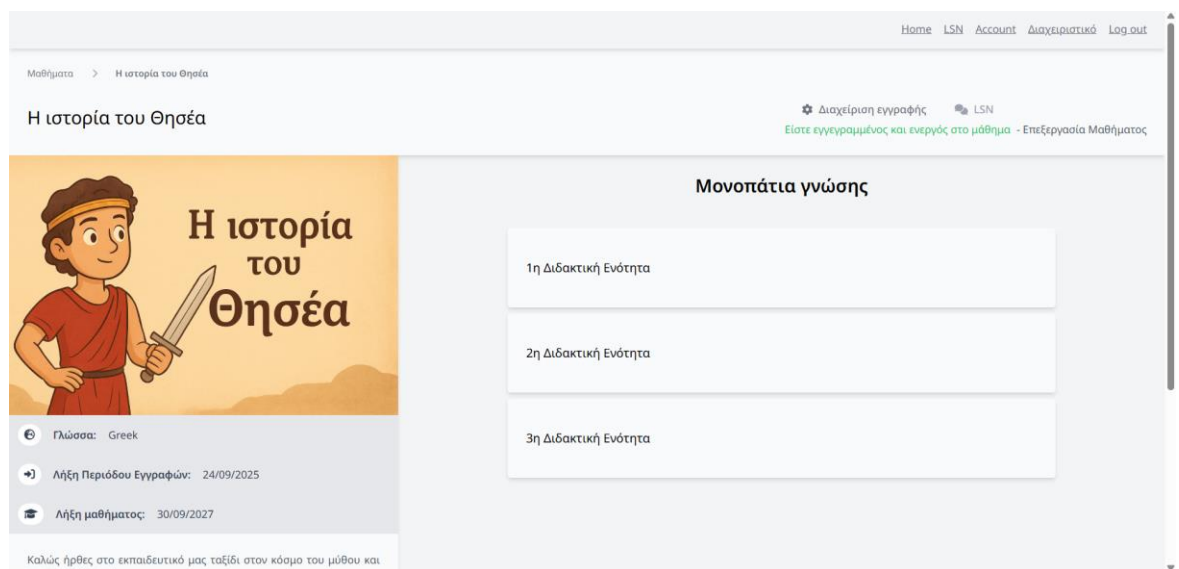 Home LSN Account Διαχειριστικό Log out
Μαθήματα > Η ιστορία του Θησέα
Η ιστορία του Θησέα
Διαχείριση εγγραφής LSN
Είστε εγγεγραμμένος και ενεργός στο μάθημα - Επεξεργασία Μαθήματος
Η ιστορία
του
Θησέα
Γλώσσα: Greek
Λήξη Περιόδου Εγγραφών: 24/09/2025
Λήξη μαθήματος: 30/09/2027
Καλώς ήρθες στο εκπαιδευτικό μας ταξίδι στον κόσμο του μύθου και
Μονοπάτια γνώσης
1η Διδακτική Ενότητα
2η Διδακτική Ενότητα
3η Διδακτική Ενότητα